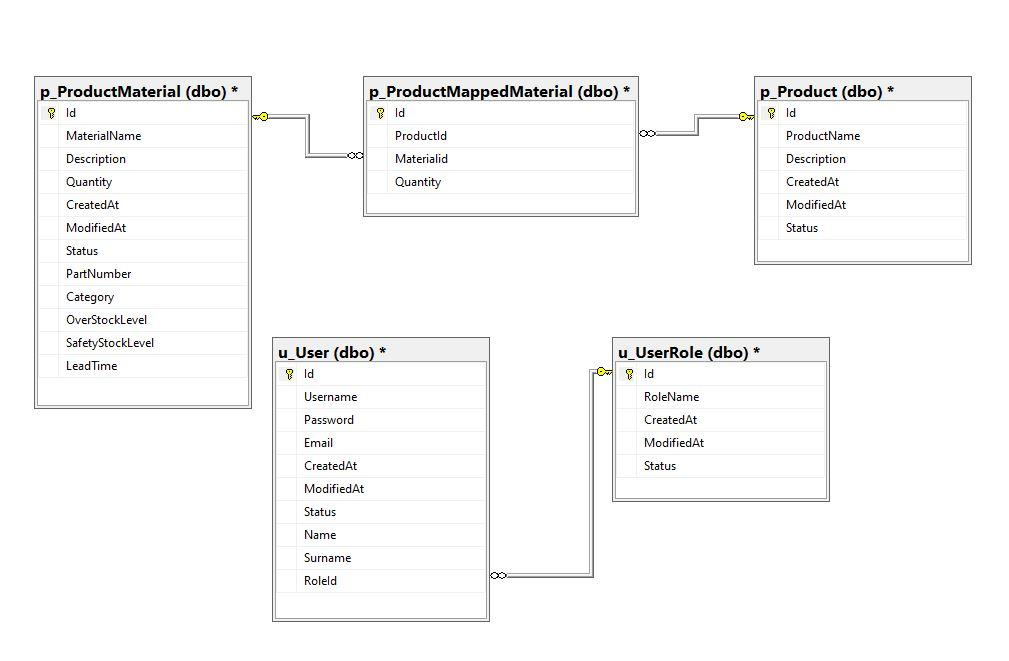 p_ProductMaterial (dbo) *
Id
MaterialName
Description
Quantity
CreatedAt
ModifiedAt
Status
PartNumber
Category
OverStockLevel
SafetyStockLevel
LeadTime
p_ProductMappedMaterial (dbo) *
Id
ProductId
Materialid
Quantity
p_Product (dbo) *
Id
ProductName
Description
CreatedAt
ModifiedAt
Status
u_User (dbo) *
Id
Username
Password
Email
CreatedAt
ModifiedAt
Status
Name
Surname
RoleId
u_UserRole (dbo) *
Id
RoleName
CreatedAt
ModifiedAt
Status